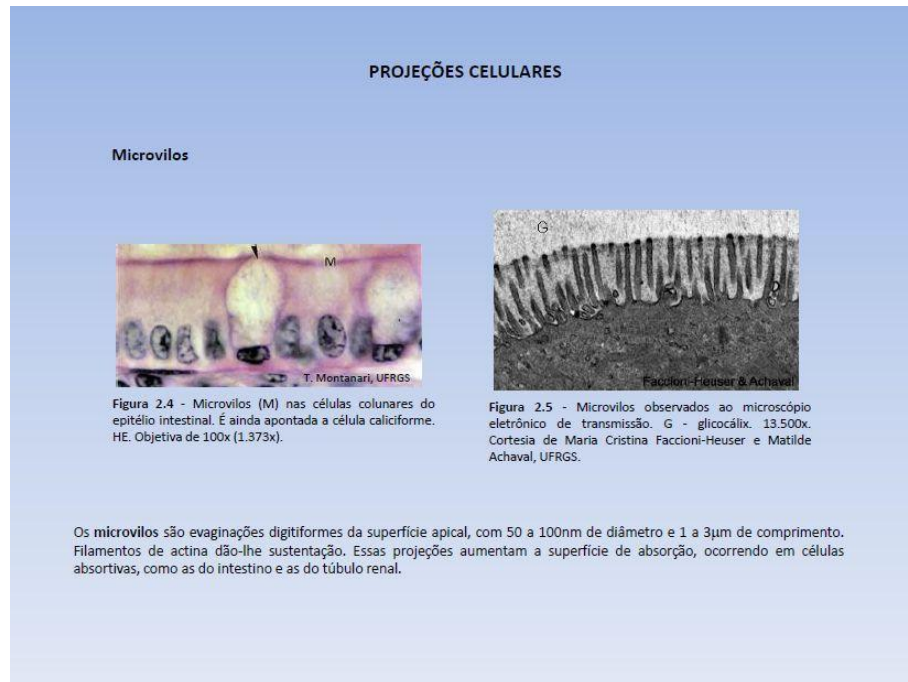 PROJEÇÕES CELULARES
Microvilos
M
T. Montanari, UFRGS
Figura 2.4 - Microvilos (M) nas células colunares do
epitélio intestinal. É ainda apontada a célula caliciforme.
HE. Objetiva de 100x (1.373x).
G
Faccioni-Heuser & Achaval
Figura 2.5 - Microvilos observados ao microscópio
eletrônico de transmissão. G - glicocálix. 13.500x.
Cortesia de Maria Cristina Faccioni-Heuser e Matilde
Achaval, UFRGS.
Os microvilos são evaginações digitiformes da superfície apical, com 50 a 100nm de diâmetro e 1 a 3µm de comprimento.
Filamentos de actina dão-lhe sustentação. Essas projeções aumentam a superfície de absorção, ocorrendo em células
absortivas, como as do intestino e as do túbulo renal.